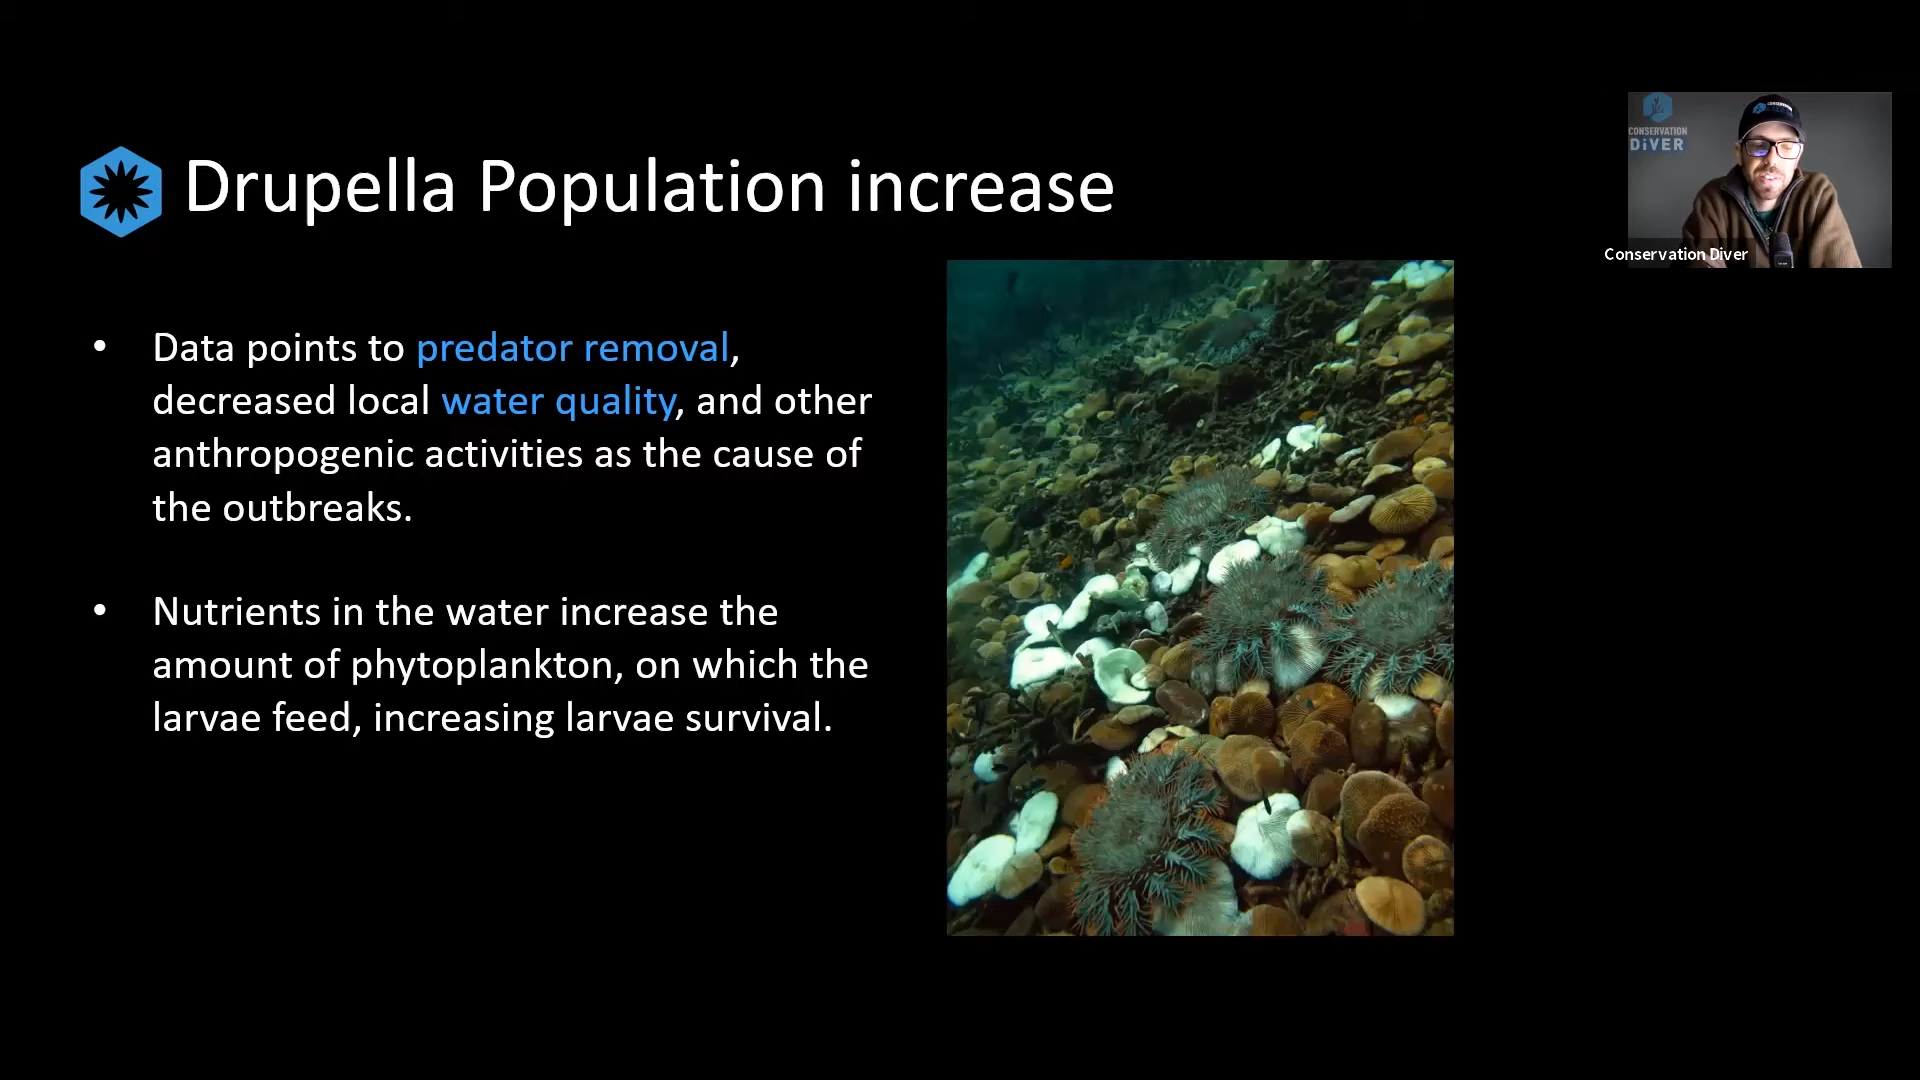 Drupella Population increase
CONSERVATION
DiVER
CONSERVATION
Conservation Diver
• Data points to predator removal,
decreased local water quality, and other
anthropogenic activities as the cause of
the outbreaks.
• Nutrients in the water increase the
amount of phytoplankton, on which the
larvae feed, increasing larvae survival.